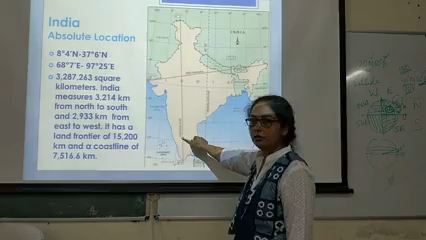 India
Absolute Location
8°4'N-37°6'N
68°7'E- 97°25'E
3,287,263 square
kilometers. India
measures 3,214 km
from north to south
and 2,933 km from
east to west. It has a
land frontier of 15,200
km and a coastline of
7,516.6 km.
INDIA